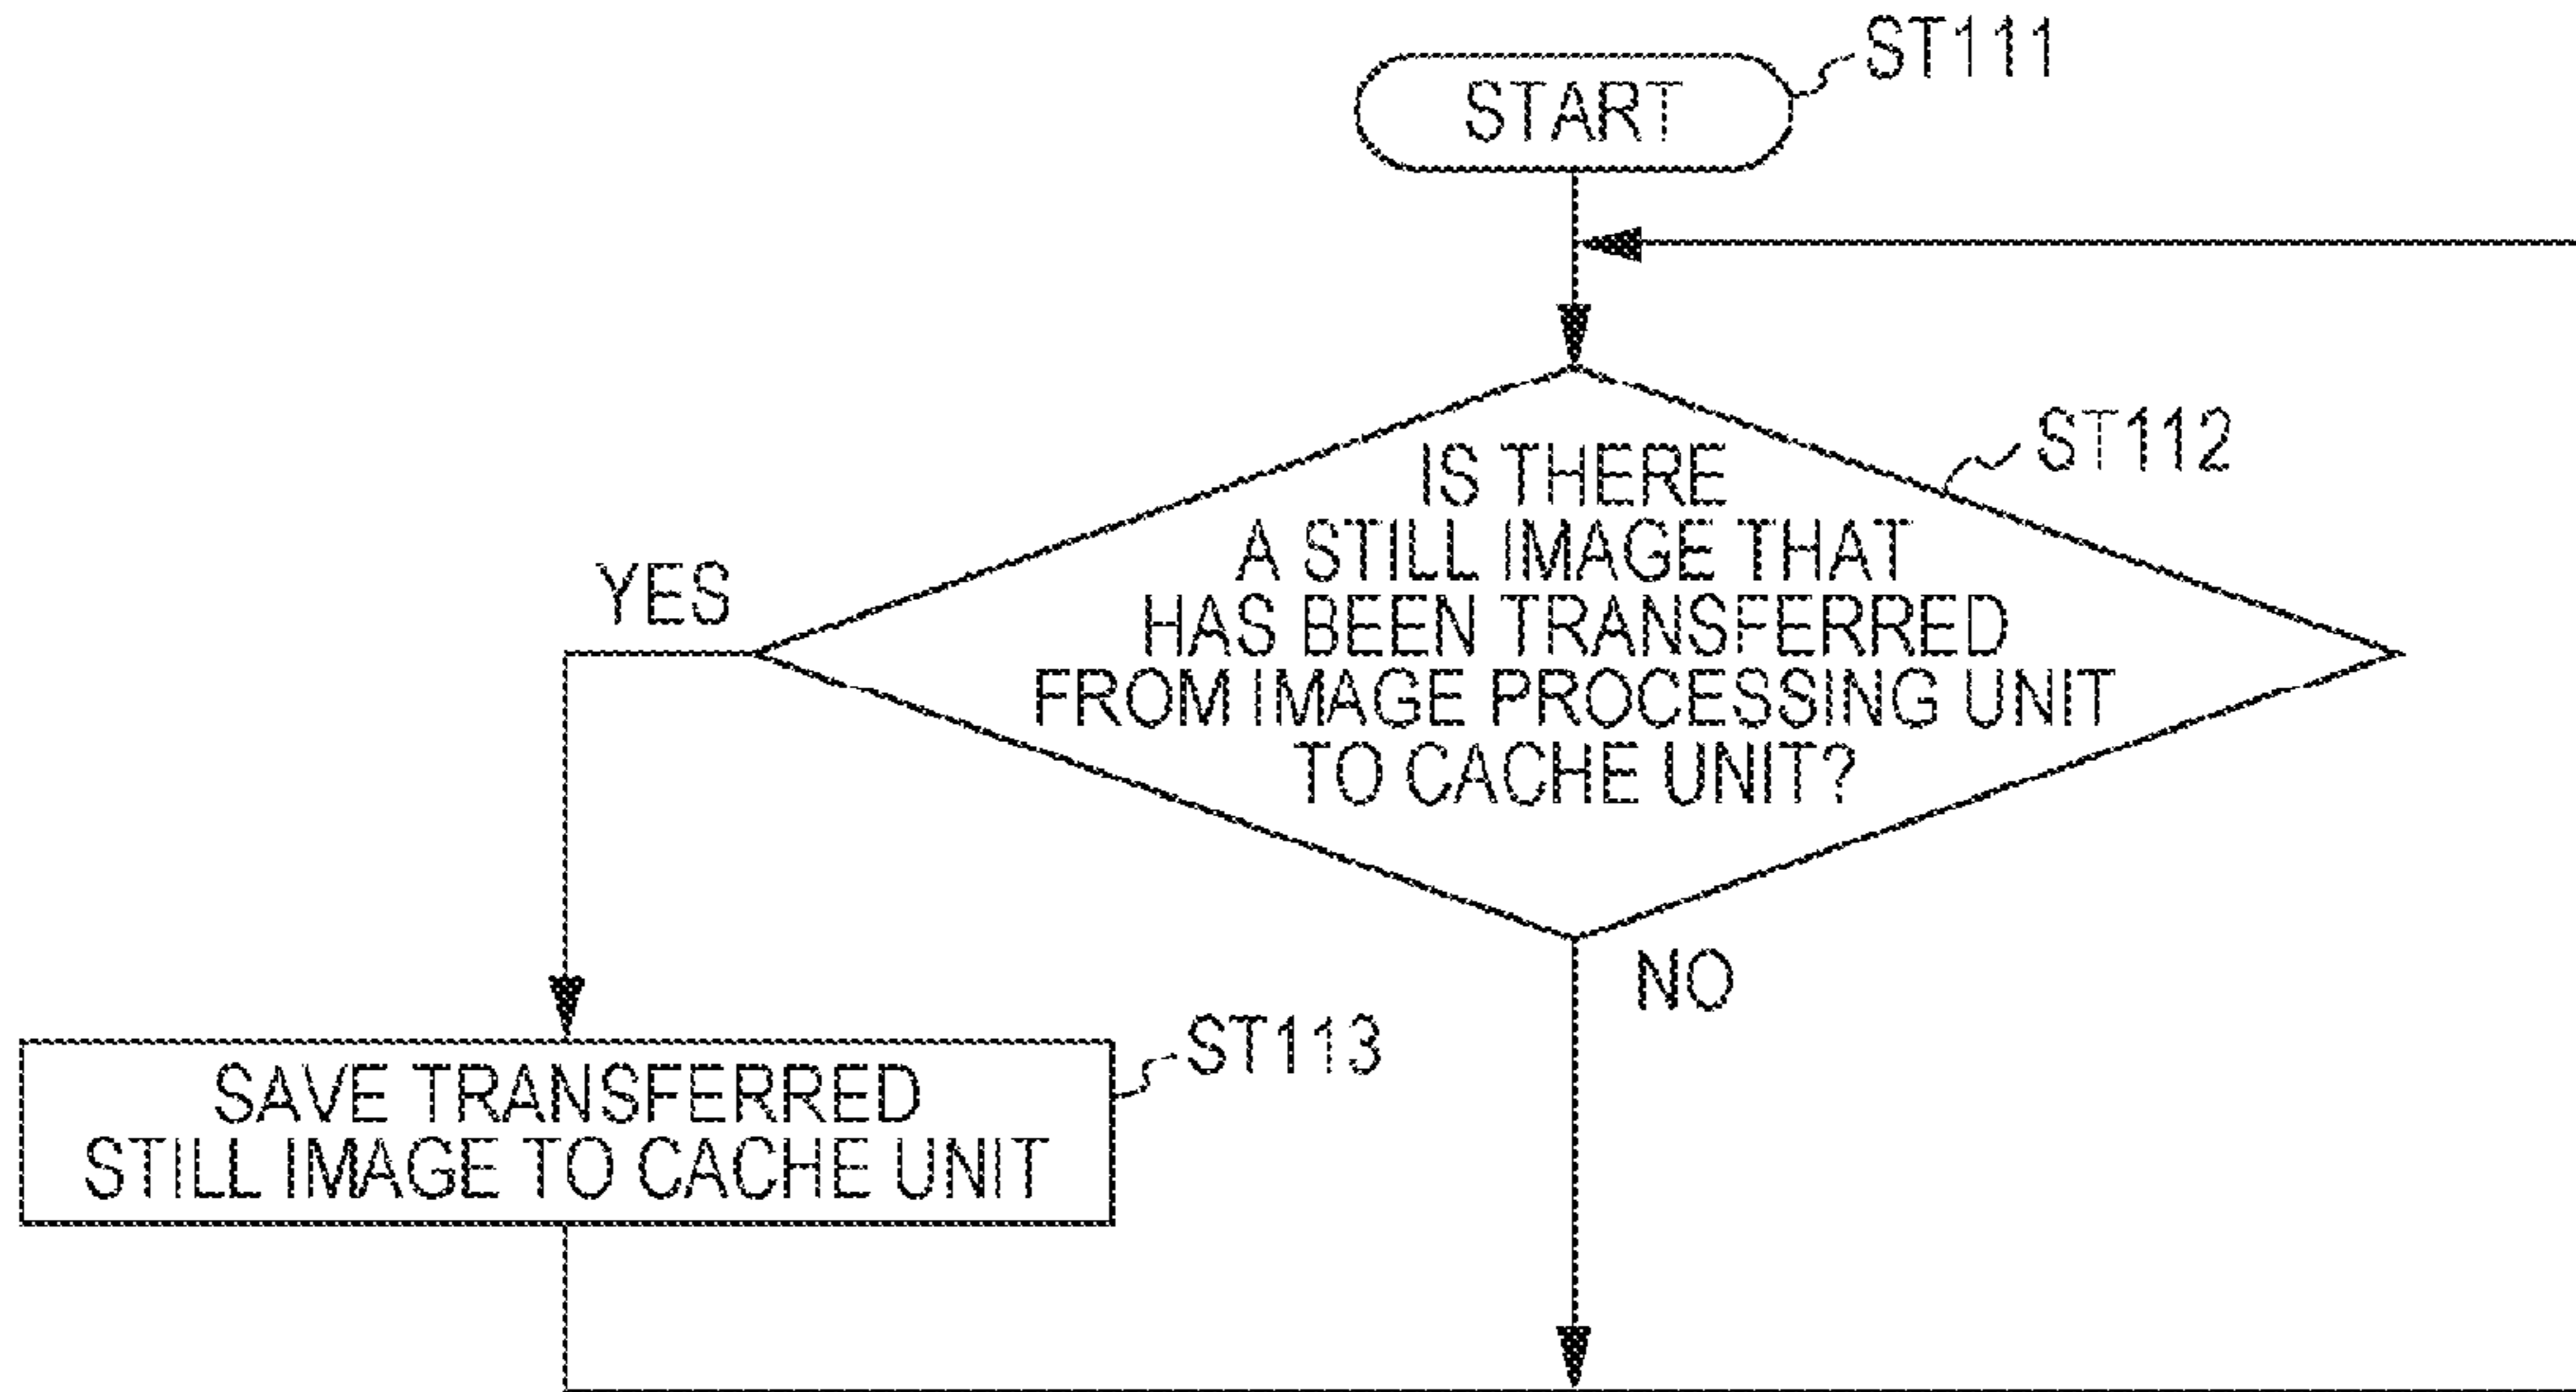 START
ST111
IS THERE
A STILL IMAGE THAT
HAS BEEN TRANSFERRED
FROM IMAGE PROCESSING UNIT
TO CACHE UNIT?
ST112
YES
NO
SAVE TRANSFERRED
STILL IMAGE TO CACHE UNIT
ST113